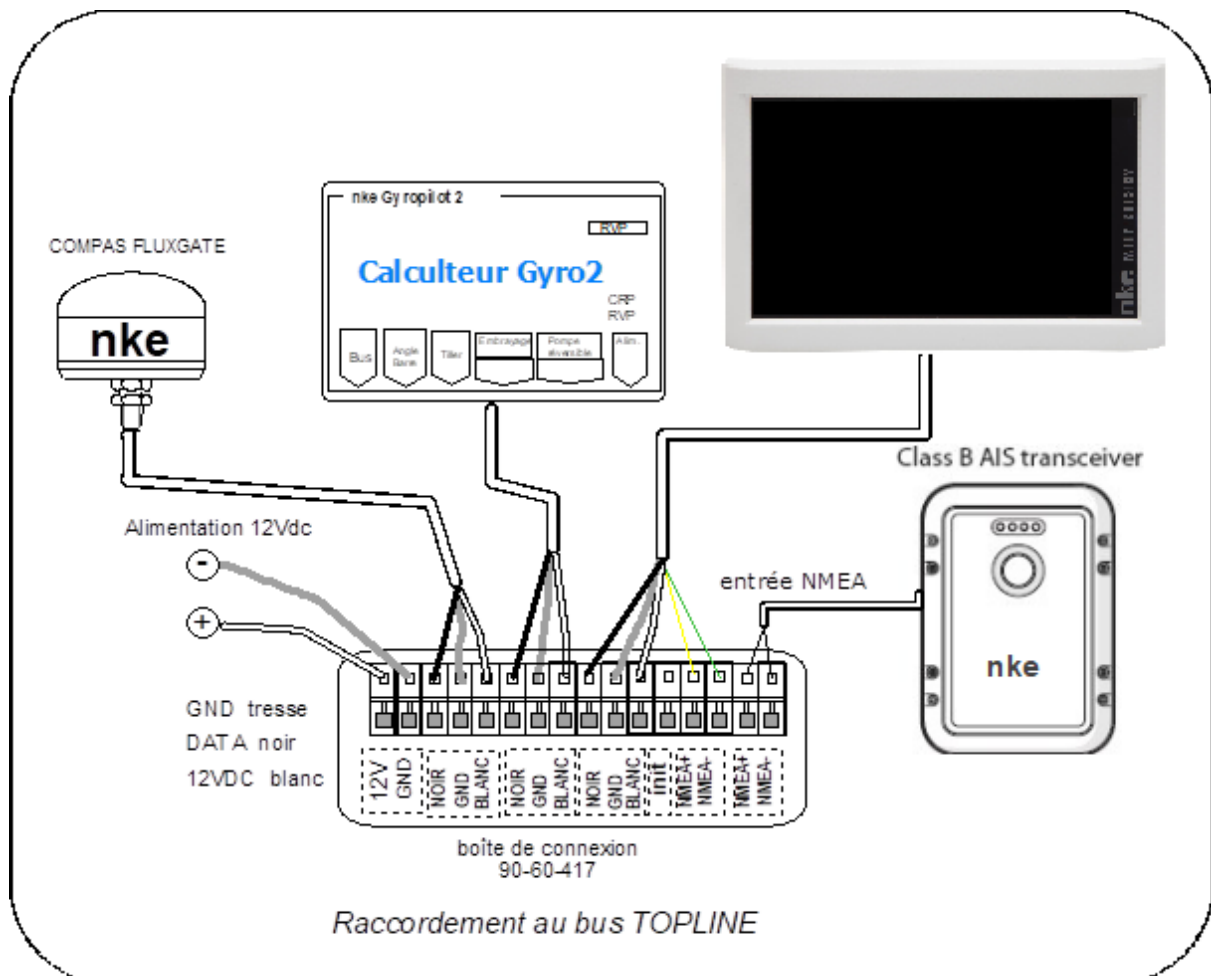 nke Gyropilot 2
RVP
COMPAS FLUXGATE
Calculteur Gyro2
nke
CRP
RVP
Bus
Angle
Barre
Tiller
Embrayage
Pompe
réversible
Alim.
nke
Class B AIS transceiver
Alimentation 12Vdc
-
+
entrée NMEA
nke
GND tresse
DATA noir
12VDC blanc
12V
GND
NOIR
GND
BLANC
NOIR
GND
BLANC
NOIR
GND
BLANC
init
NMEA+
NMEA-
NMEA+
NMEA-
boîte de connexion
90-60-417
Raccordement au bus TOPLINE